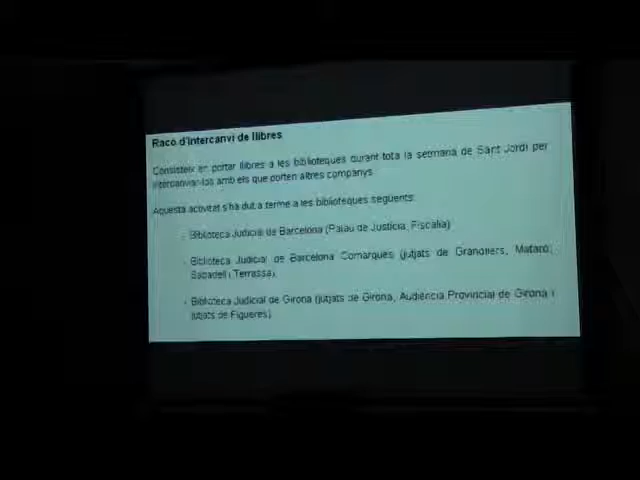 Racó d'intercanvi de llibres
Consisteix en portar llibres a les biblioteques durant tota la setmana de Sant Jordi per
intercanviar-los amb els que porten altres companys.
Aquesta activitat s'ha dut a terme a les biblioteques següents:
- Biblioteca Judicial de Barcelona (Palau de Justícia, Fiscalia)
- Biblioteca Judicial de Barcelona Comarques (jutjats de Granollers, Mataró,
Sabadell i Terrassa).
- Biblioteca Judicial de Girona (jutjats de Girona, Audiència Provincial de Girona i
jutjats de Figueres)